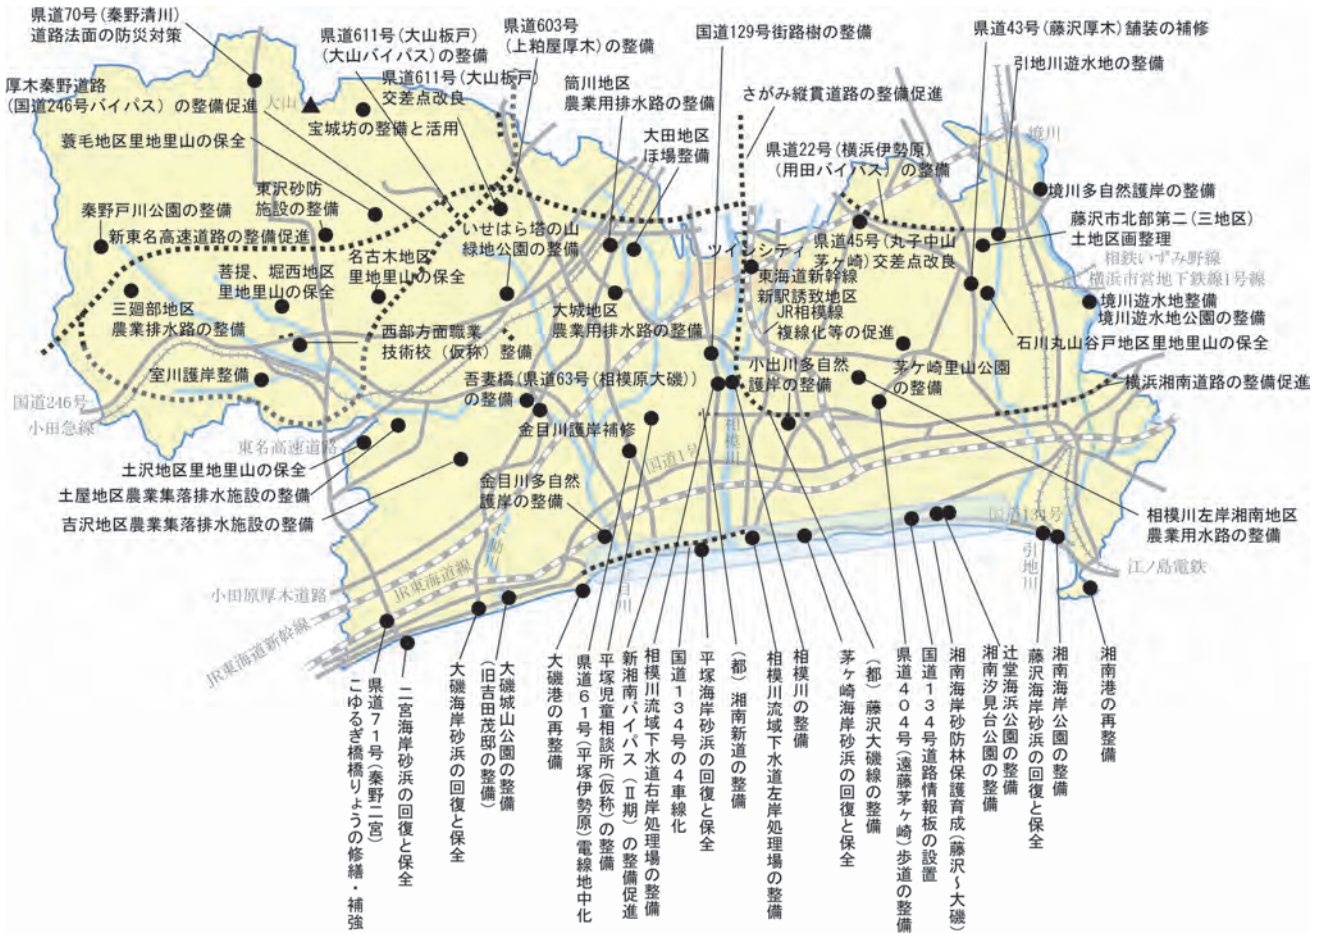 県道70号(秦野清川)
道路法面の防災対策
県道611号(大山板戸)
(大山バイパス)の整備
県道603号
(上粕屋厚木)の整備
国道129号街路樹の整備
県道43号(藤沢厚木)舗装の補修
引地川遊水地の整備
県道611号(大山板戸)
交差点改良
筒川地区
農業用排水路の整備
さがみ縦貫道路の整備促進
厚木秦野道路
(国道246号バイパス)の整備促進
大山
宝城坊の整備と活用
大田地区
ほ場整備
県道22号(横浜伊勢原)
(用田バイパス)の整備
境川
蓑毛地区里地里山の保全
東沢砂防
施設の整備
境川多自然護岸の整備
秦野戸川公園の整備
新東名高速道路の整備促進
いせはら塔の山
緑地公園の整備
藤沢市北部第二(三地区)
土地区画整理
名古木地区
里地里山の保全
ツインシティ
県道45号(丸子中山
茅ヶ崎)交差点改良
相鉄いずみ野線
横浜市営地下鉄線1号線
菩提、堀西地区
里地里山の保全
東海道新幹線
新駅誘致地区
三廻部地区
農業排水路の整備
大城地区
農業用排水路の整備
JR相模線
複線化等の促進
境川遊水地整備
境川遊水地公園の整備
西部方面職業
技術校(仮称)整備
石川丸山谷戸地区里地里山の保全
室川護岸整備
吾妻橋(県道63号(相模原大磯))
の整備
小出川多自然
護岸の整備
茅ケ崎里山公園
の整備
横浜湘南道路の整備促進
国道246号
小田急線
東名高速道路
金目川護岸補修
相模川
国道1号
土沢地区里地里山の保全
土屋地区農業集落排水施設の整備
吉沢地区農業集落排水施設の整備
金目川多自然
護岸の整備
国道134号
相模川左岸湘南地区
農業用水路の整備
引地川
江ノ島電鉄
小田原厚木道路
JR東海道線
JR東海道新幹線
県道71号(秦野二宮)
こゆるぎ橋橋りょうの修繕・補強
二宮海岸砂浜の回復と保全
大磯海岸砂浜の回復と保全
大磯城山公園の整備
(旧吉田茂邸の整備)
大磯港の再整備
県道61号(平塚伊勢原)電線地中化
平塚児童相談所(仮称)の整備
新湘南バイパス(Ⅱ期)の整備促進
相模川流域下水道右岸処理場の整備
国道134号の4車線化
平塚海岸砂浜の回復と保全
(都)湘南新道の整備
相模川流域下水道左岸処理場の整備
相模川の整備
茅ヶ崎海岸砂浜の回復と保全
(都)藤沢大磯線の整備
県道404号(遠藤茅ヶ崎)歩道の整備
国道134号道路情報板の設置
湘南海岸砂防林保護育成(藤沢～大磯)
湘南汐見台公園の整備
辻堂海浜公園の整備
藤沢海岸砂浜の回復と保全
湘南海岸公園の整備
湘南港の再整備